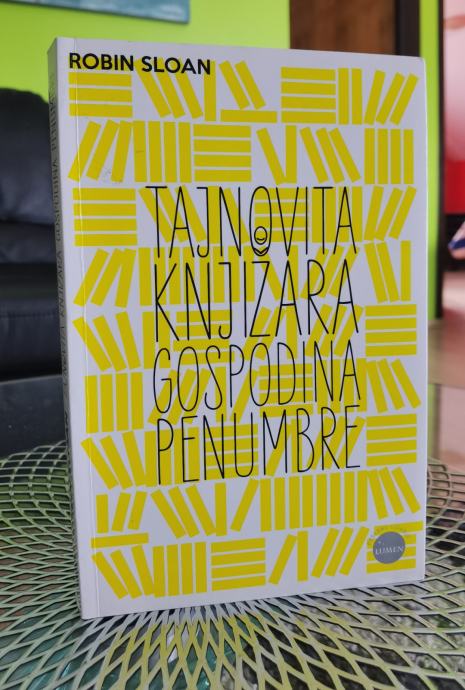 ROBIN SLOAN
TAJNOVITA
KNJIŽARA
GOSPODINA
PENUMBRE
LUMEN